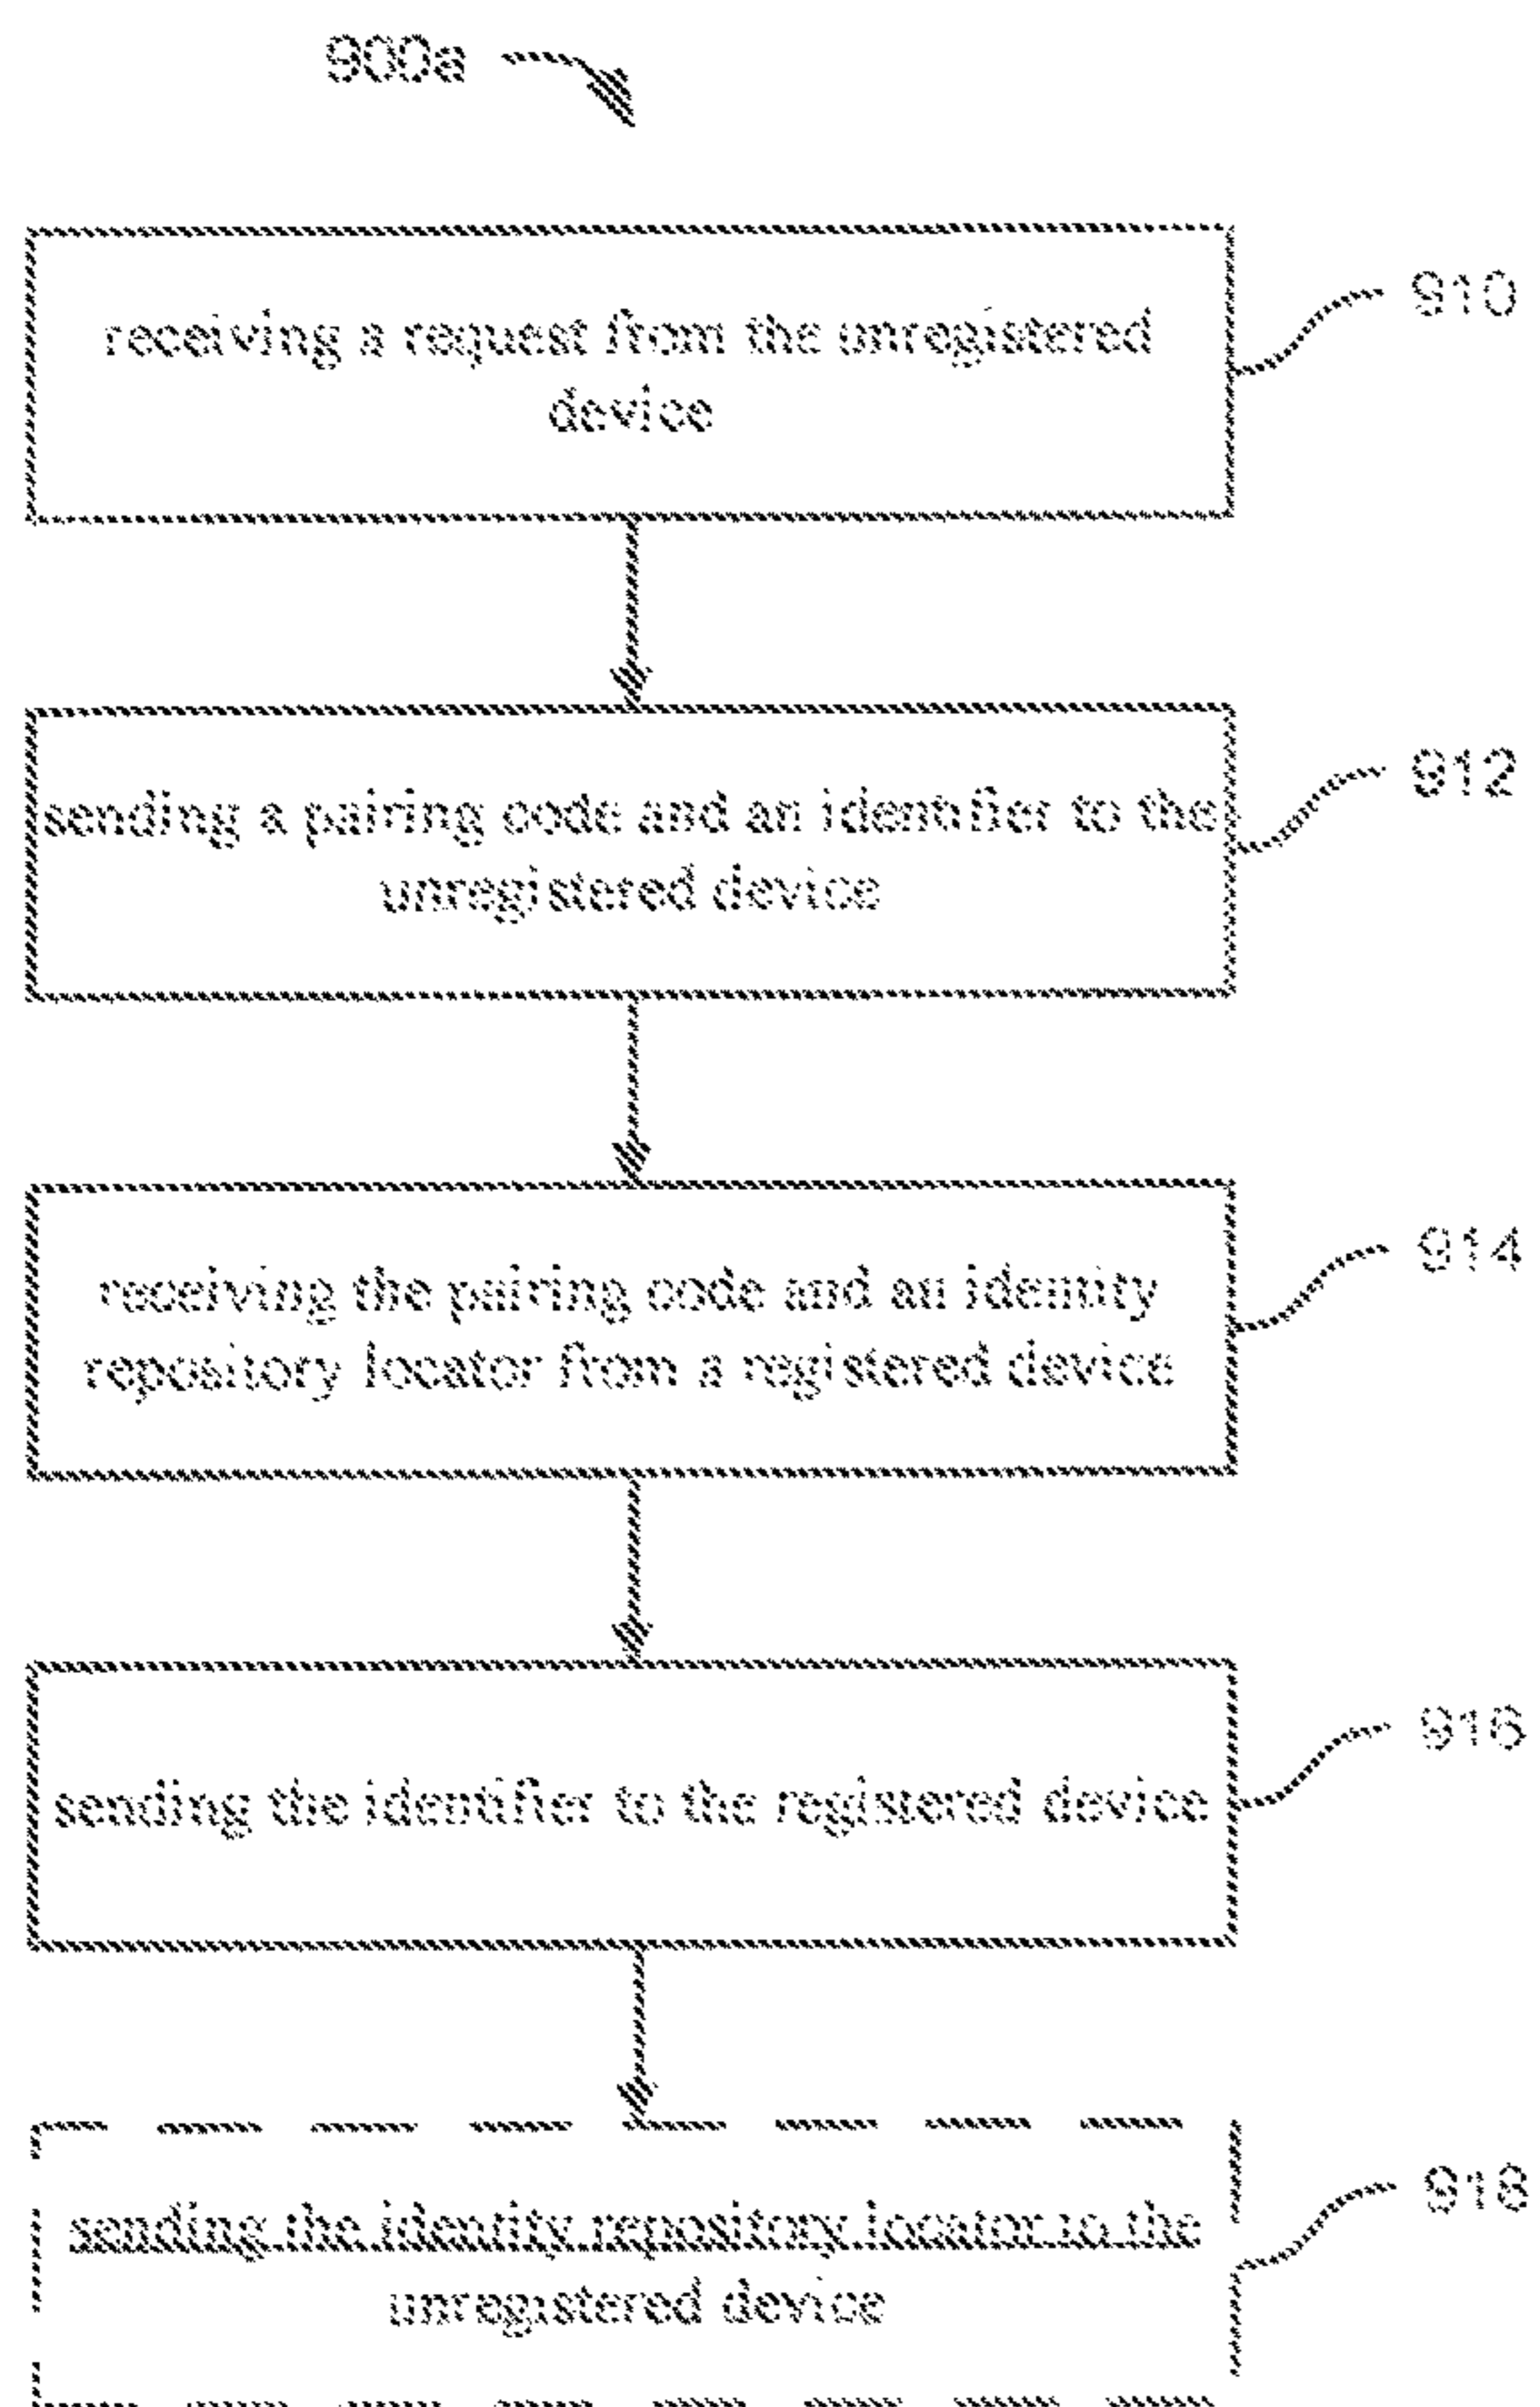 900a
receiving a request from the unregistered
device
910
sending a pairing code and an identifier to the
unregistered device
912
receiving the pairing code and an identity
repository locator from a registered device
914
sending the identifier to the registered device
916
sending the identity repository locator to the
unregistered device
918